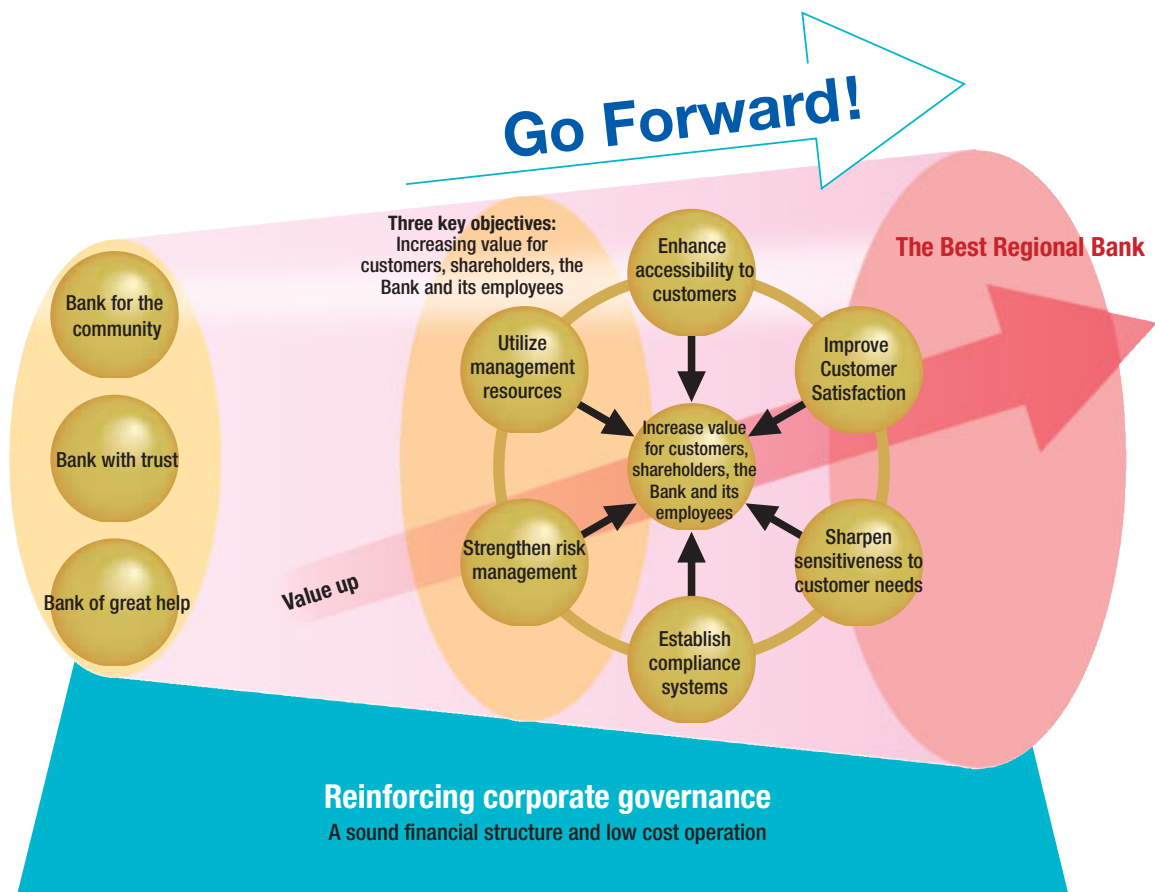 Go Forward!
Three key objectives:
Increasing value for
customers, shareholders, the
Bank and its employees
The Best Regional Bank
Bank for the
community
Bank with trust
Bank of great help
Enhance
accessibility to
customers
Utilize
management
resources
Improve
Customer
Satisfaction
Increase value
for customers,
shareholders, the
Bank and its
employees
Strengthen risk
management
Sharpen
sensitiveness to
customer needs
Establish
compliance
systems
Value up
Reinforcing corporate governance
A sound financial structure and low cost operation